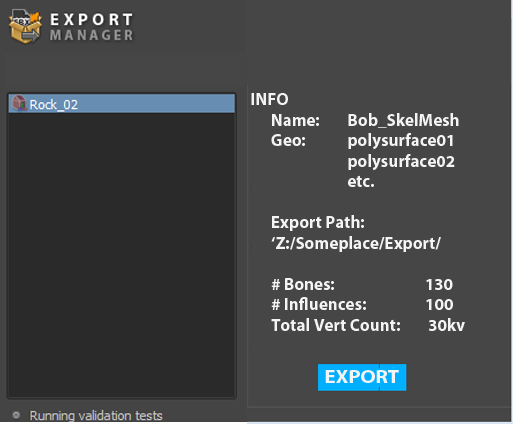 EXPORT
MANAGER
Rock_02
INFO
Name: Bob_SkelMesh
Geo: polysurface01
polysurface02
etc.
Export Path:
‘Z:/Someplace/Export/
# Bones: 130
# Influences: 100
Total Vert Count: 30kv
EXPORT
Running validation tests